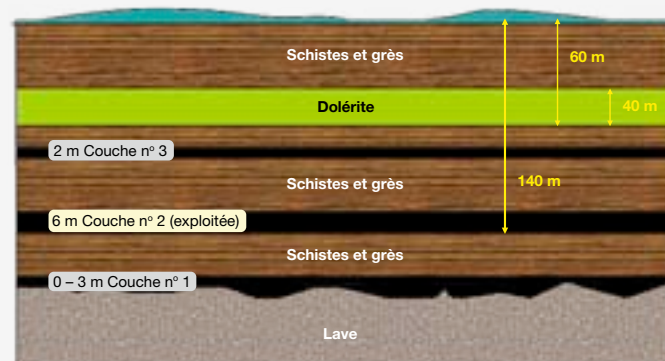 Schistes et grès
60 m
Dolérite
40 m
2 m Couche nº 3
Schistes et grès
140 m
6 m Couche nº 2 (exploitée)
Schistes et grès
0 – 3 m Couche nº 1
Lave